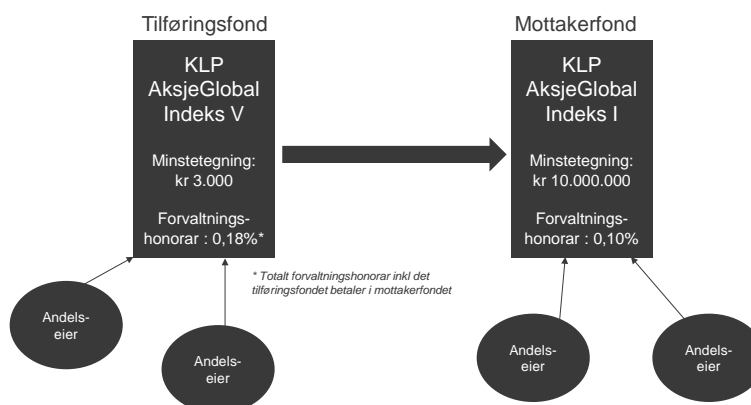 Tilføringsfond
KLP
AksjeGlobal
Indeks V
Minstetegning:
kr 3.000
Forvaltnings-
honorar : 0,18%*
Mottakerfond
KLP
AksjeGlobal
Indeks I
Minstetegning:
kr 10.000.000
Forvaltnings-
honorar : 0,10%
* Totalt forvaltningshonorar inkl det
tilføringsfondet betaler i mottakerfondet
Andels-
eier
Andels-
eier
Andels-
eier
Andels-
eier